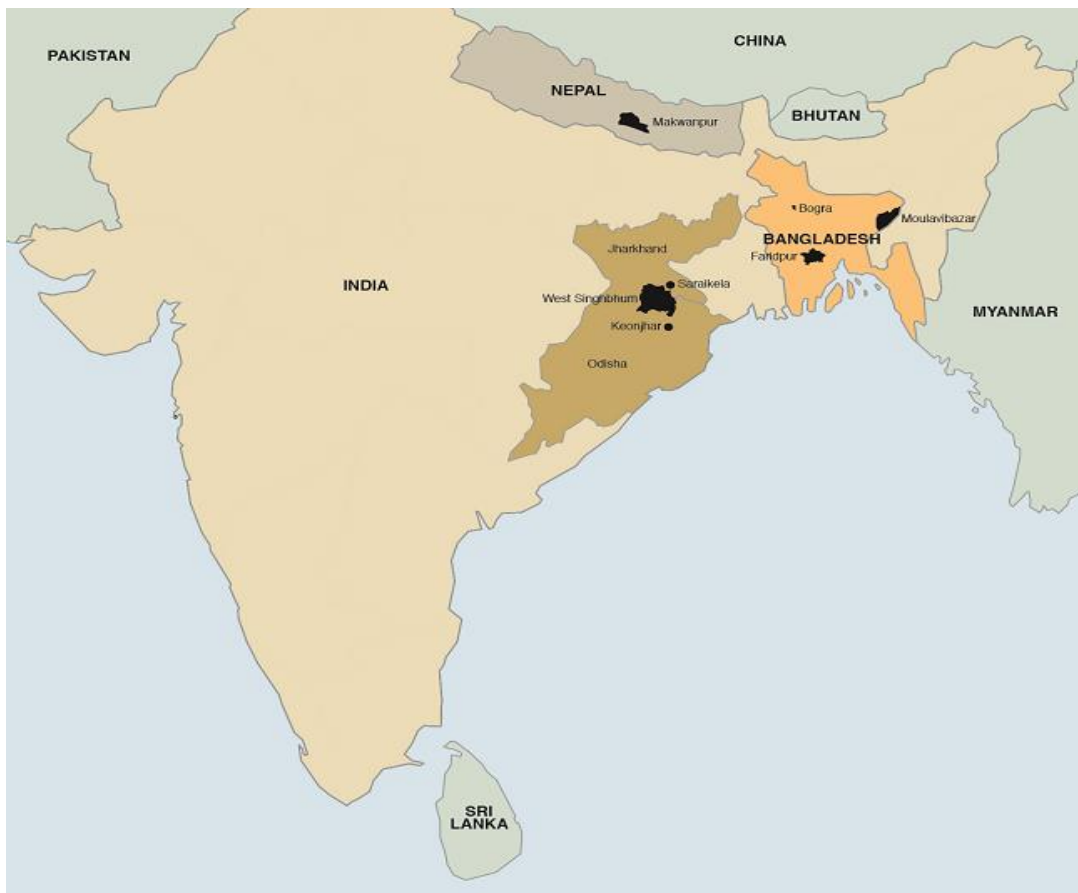 PAKISTAN
CHINA
NEPAL
Makwanpur
BHUTAN
Bogra
Moulavibazar
BANGLADESH
Faridpur
Jharkhand
Saraikela
West Singhbhum
INDIA
Keonjhar
MYANMAR
Odisha
SRI
LANKA